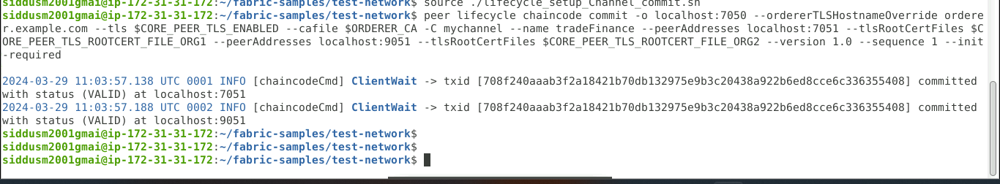 siddusm2001gmai@ip-172-31-31-172:~/fabric-samples/test-network$ source ./lifecycle_setup_Channel_commit.sh
siddusm2001gmai@ip-172-31-31-172:~/fabric-samples/test-network$ peer lifecycle chaincode commit -o localhost:7050 --ordererTLSHostnameOverride ordere
r.example.com --tls $CORE_PEER_TLS_ENABLED --cafile $ORDERER_CA -C mychannel --name tradeFinance --peerAddresses localhost:7051 --tlsRootCertFiles $C
ORE_PEER_TLS_ROOTCERT_FILE_ORG1 --peerAddresses localhost:9051 --tlsRootCertFiles $CORE_PEER_TLS_ROOTCERT_FILE_ORG2 --version 1.0 --sequence 1 --init
-required
2024-03-29 11:03:57.138 UTC 0001 INFO [chaincodeCmd] ClientWait -> txid [708f240aaab3f2a18421b70db132975e9b3c20438a922b6ed8cce6c336355408] committed
with status (VALID) at localhost:7051
2024-03-29 11:03:57.188 UTC 0002 INFO [chaincodeCmd] ClientWait -> txid [708f240aaab3f2a18421b70db132975e9b3c20438a922b6ed8cce6c336355408] committed
with status (VALID) at localhost:9051
siddusm2001gmai@ip-172-31-31-172:~/fabric-samples/test-network$
siddusm2001gmai@ip-172-31-31-172:~/fabric-samples/test-network$
siddusm2001gmai@ip-172-31-31-172:~/fabric-samples/test-network$